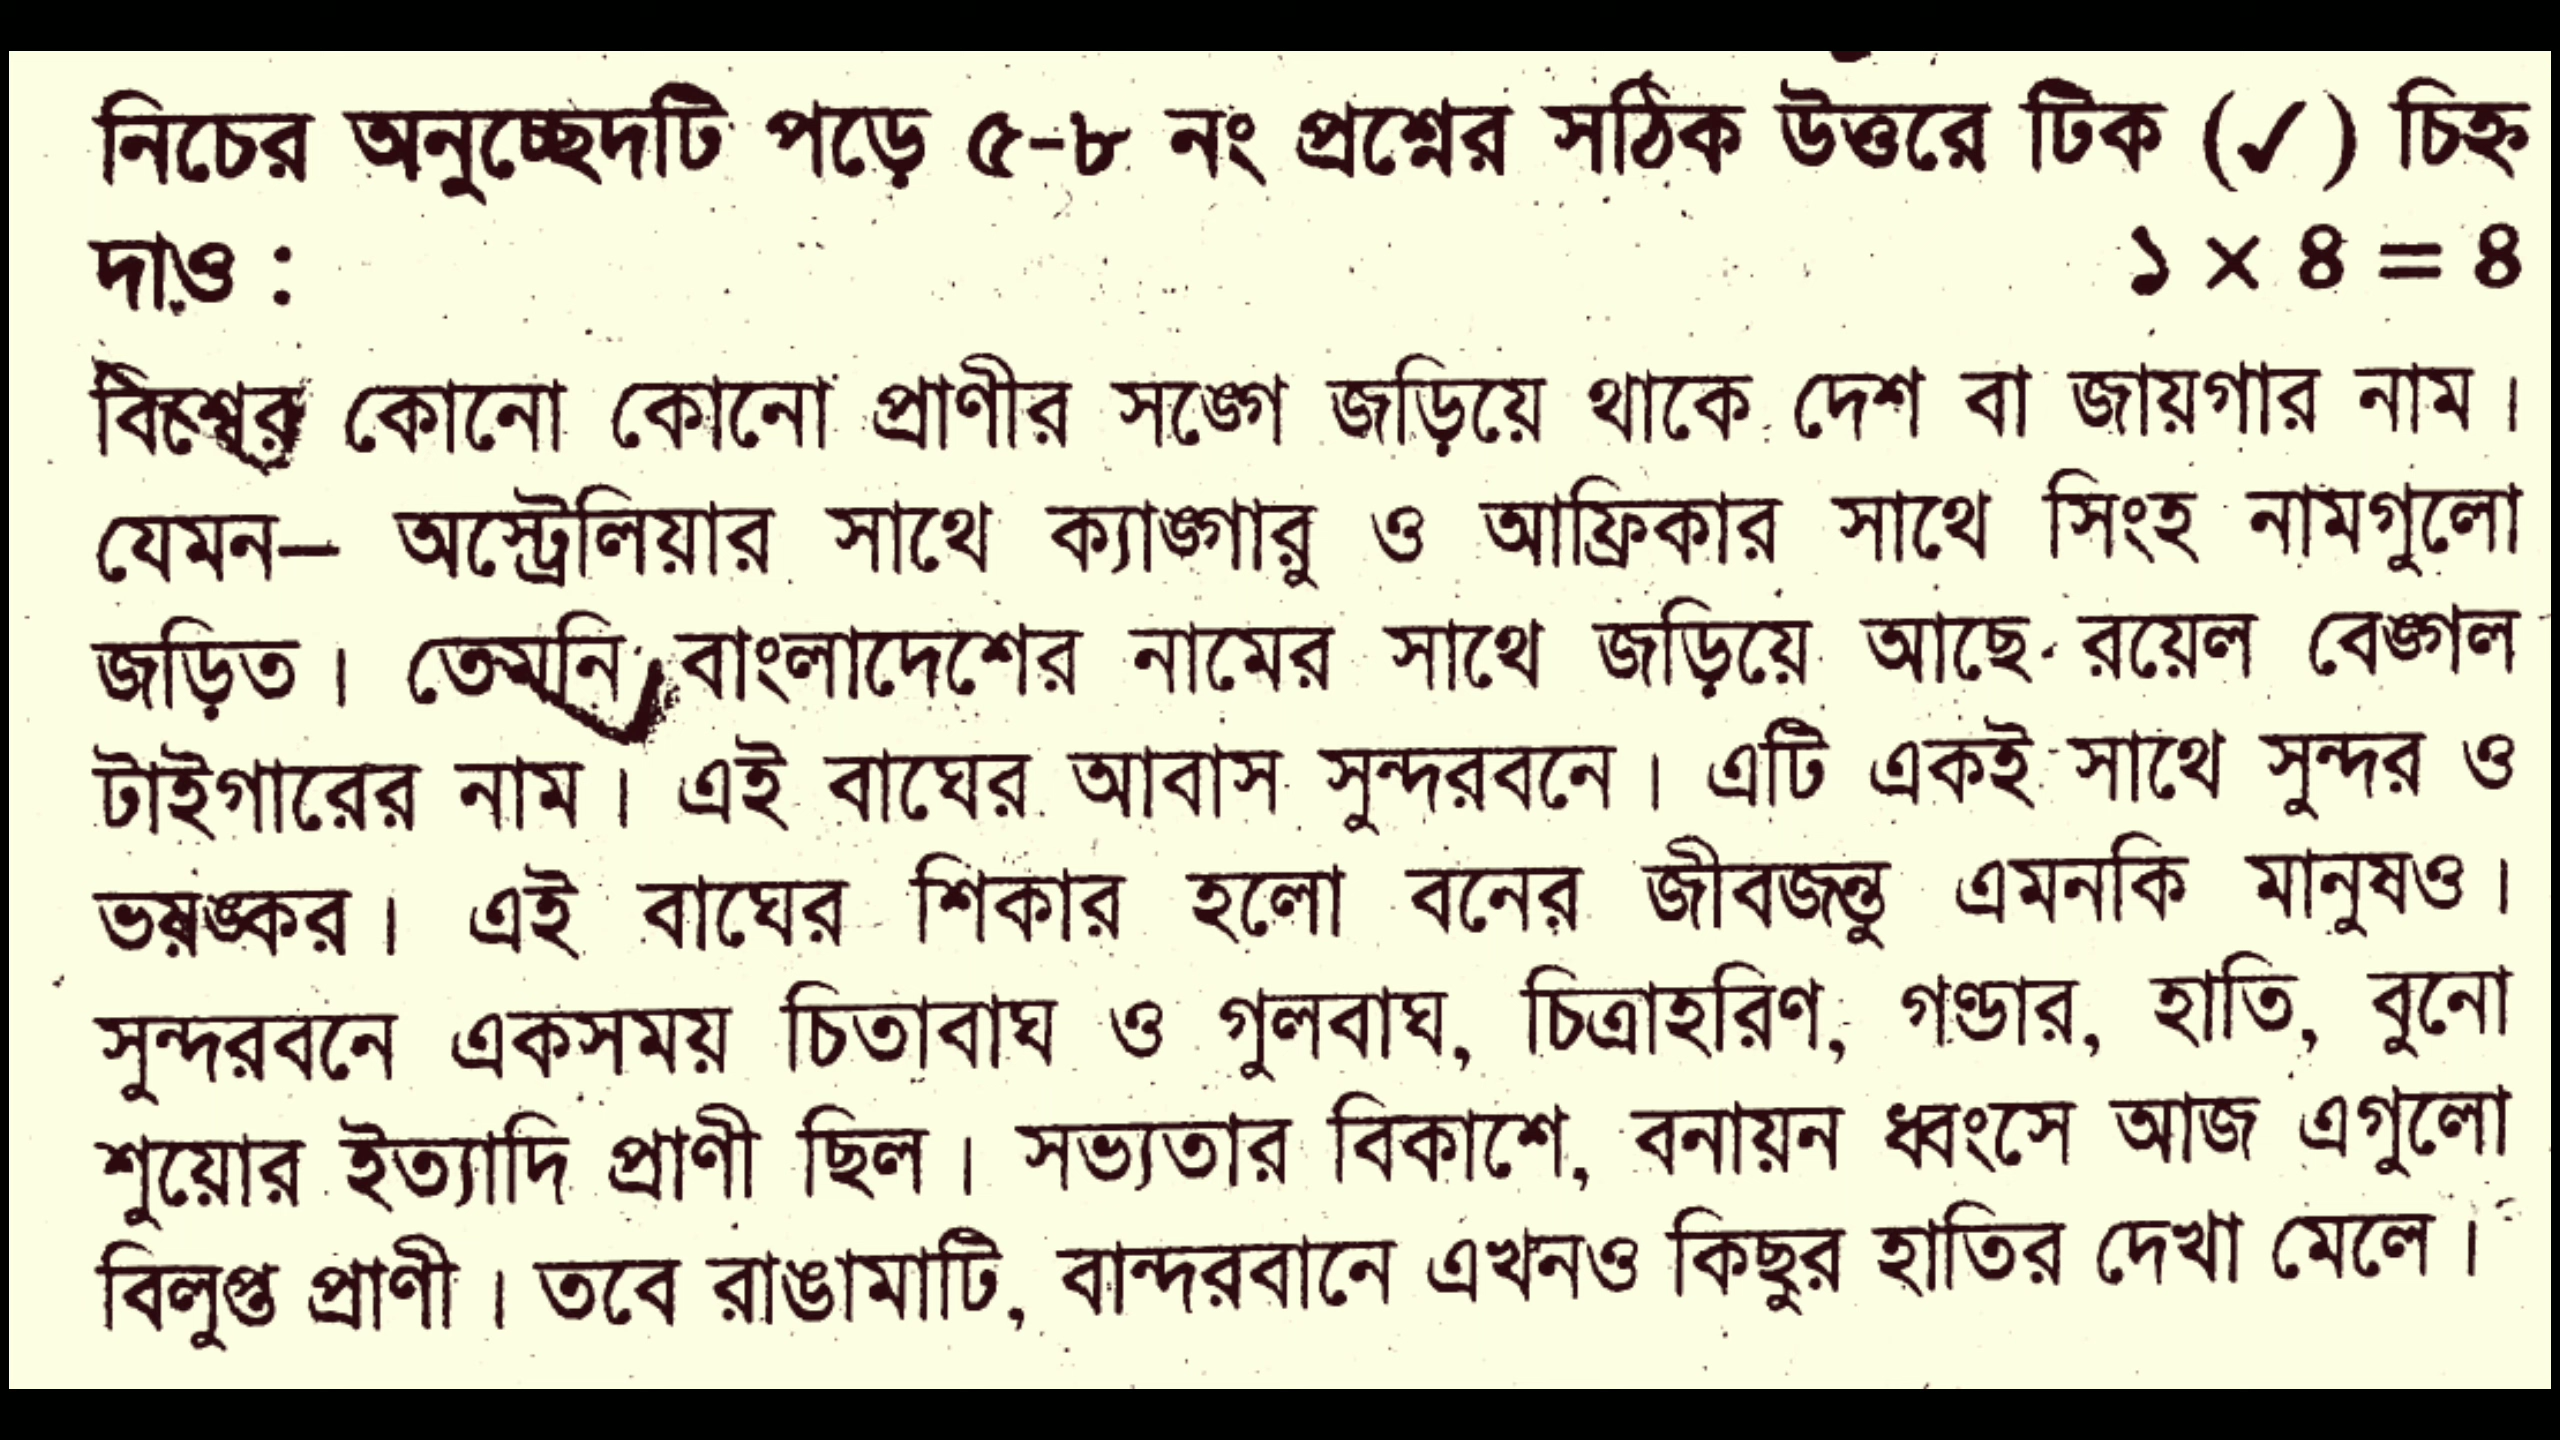 নিচের অনুচ্ছেদটি পড়ে ৫-৮ নং প্রশ্নের সঠিক উত্তরে টিক (✓) চিহ্ন
দাও : ১ × ৪ = ৪
বিশ্বের কোনো কোনো প্রাণীর সঙ্গে জড়িয়ে থাকে দেশ বা জায়গার নাম।
যেমন— অস্ট্রেলিয়ার সাথে ক্যাঙ্গারু ও আফ্রিকার সাথে সিংহ নামগুলো
জড়িত। তেমনি বাংলাদেশের নামের সাথে জড়িয়ে আছে রয়েল বেঙ্গল
টাইগারের নাম। এই বাঘের আবাস সুন্দরবনে। এটি একই সাথে সুন্দর ও
ভয়ঙ্কর। এই বাঘের শিকার হলো বনের জীবজন্তু এমনকি মানুষও।
সুন্দরবনে একসময় চিতাবাঘ ও গুলবাঘ, চিত্রাহরিণ, গণ্ডার, হাতি, বুনো
শুয়োর ইত্যাদি প্রাণী ছিল। সভ্যতার বিকাশে, বনায়ন ধ্বংসে আজ এগুলো
বিলুপ্ত প্রাণী। তবে রাঙামাটি, বান্দরবানে এখনও কিছুর হাতির দেখা মেলে।